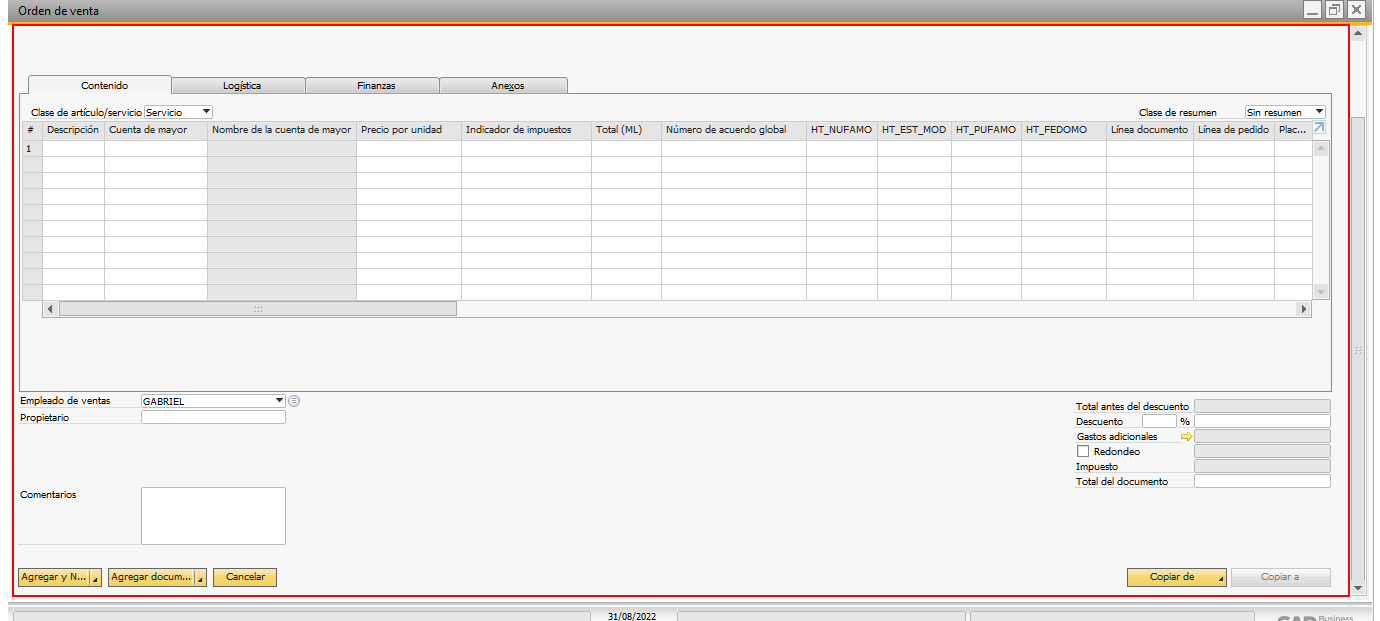 Orden de venta
Contenido Logística Finanzas Anexos
Clase de artículo/servicio Servicio Clase de resumen Sin resumen
# Descripción Cuenta de mayor Nombre de la cuenta de mayor Precio por unidad Indicador de impuestos Total (ML) Número de acuerdo global HT_NUFAMO HT_EST_MOD HT_PUFAMO HT_FEDOMO Línea documento Línea de pedido Plac...
1
Empleado de ventas GABRIEL
Propietario
Total antes del descuento
Descuento %
Gastos adicionales
Redondeo
Impuesto
Total del documento
Comentarios
Agregar y N... Agregar docum... Cancelar Copiar de Copiar a
31/08/2022
SAP Business